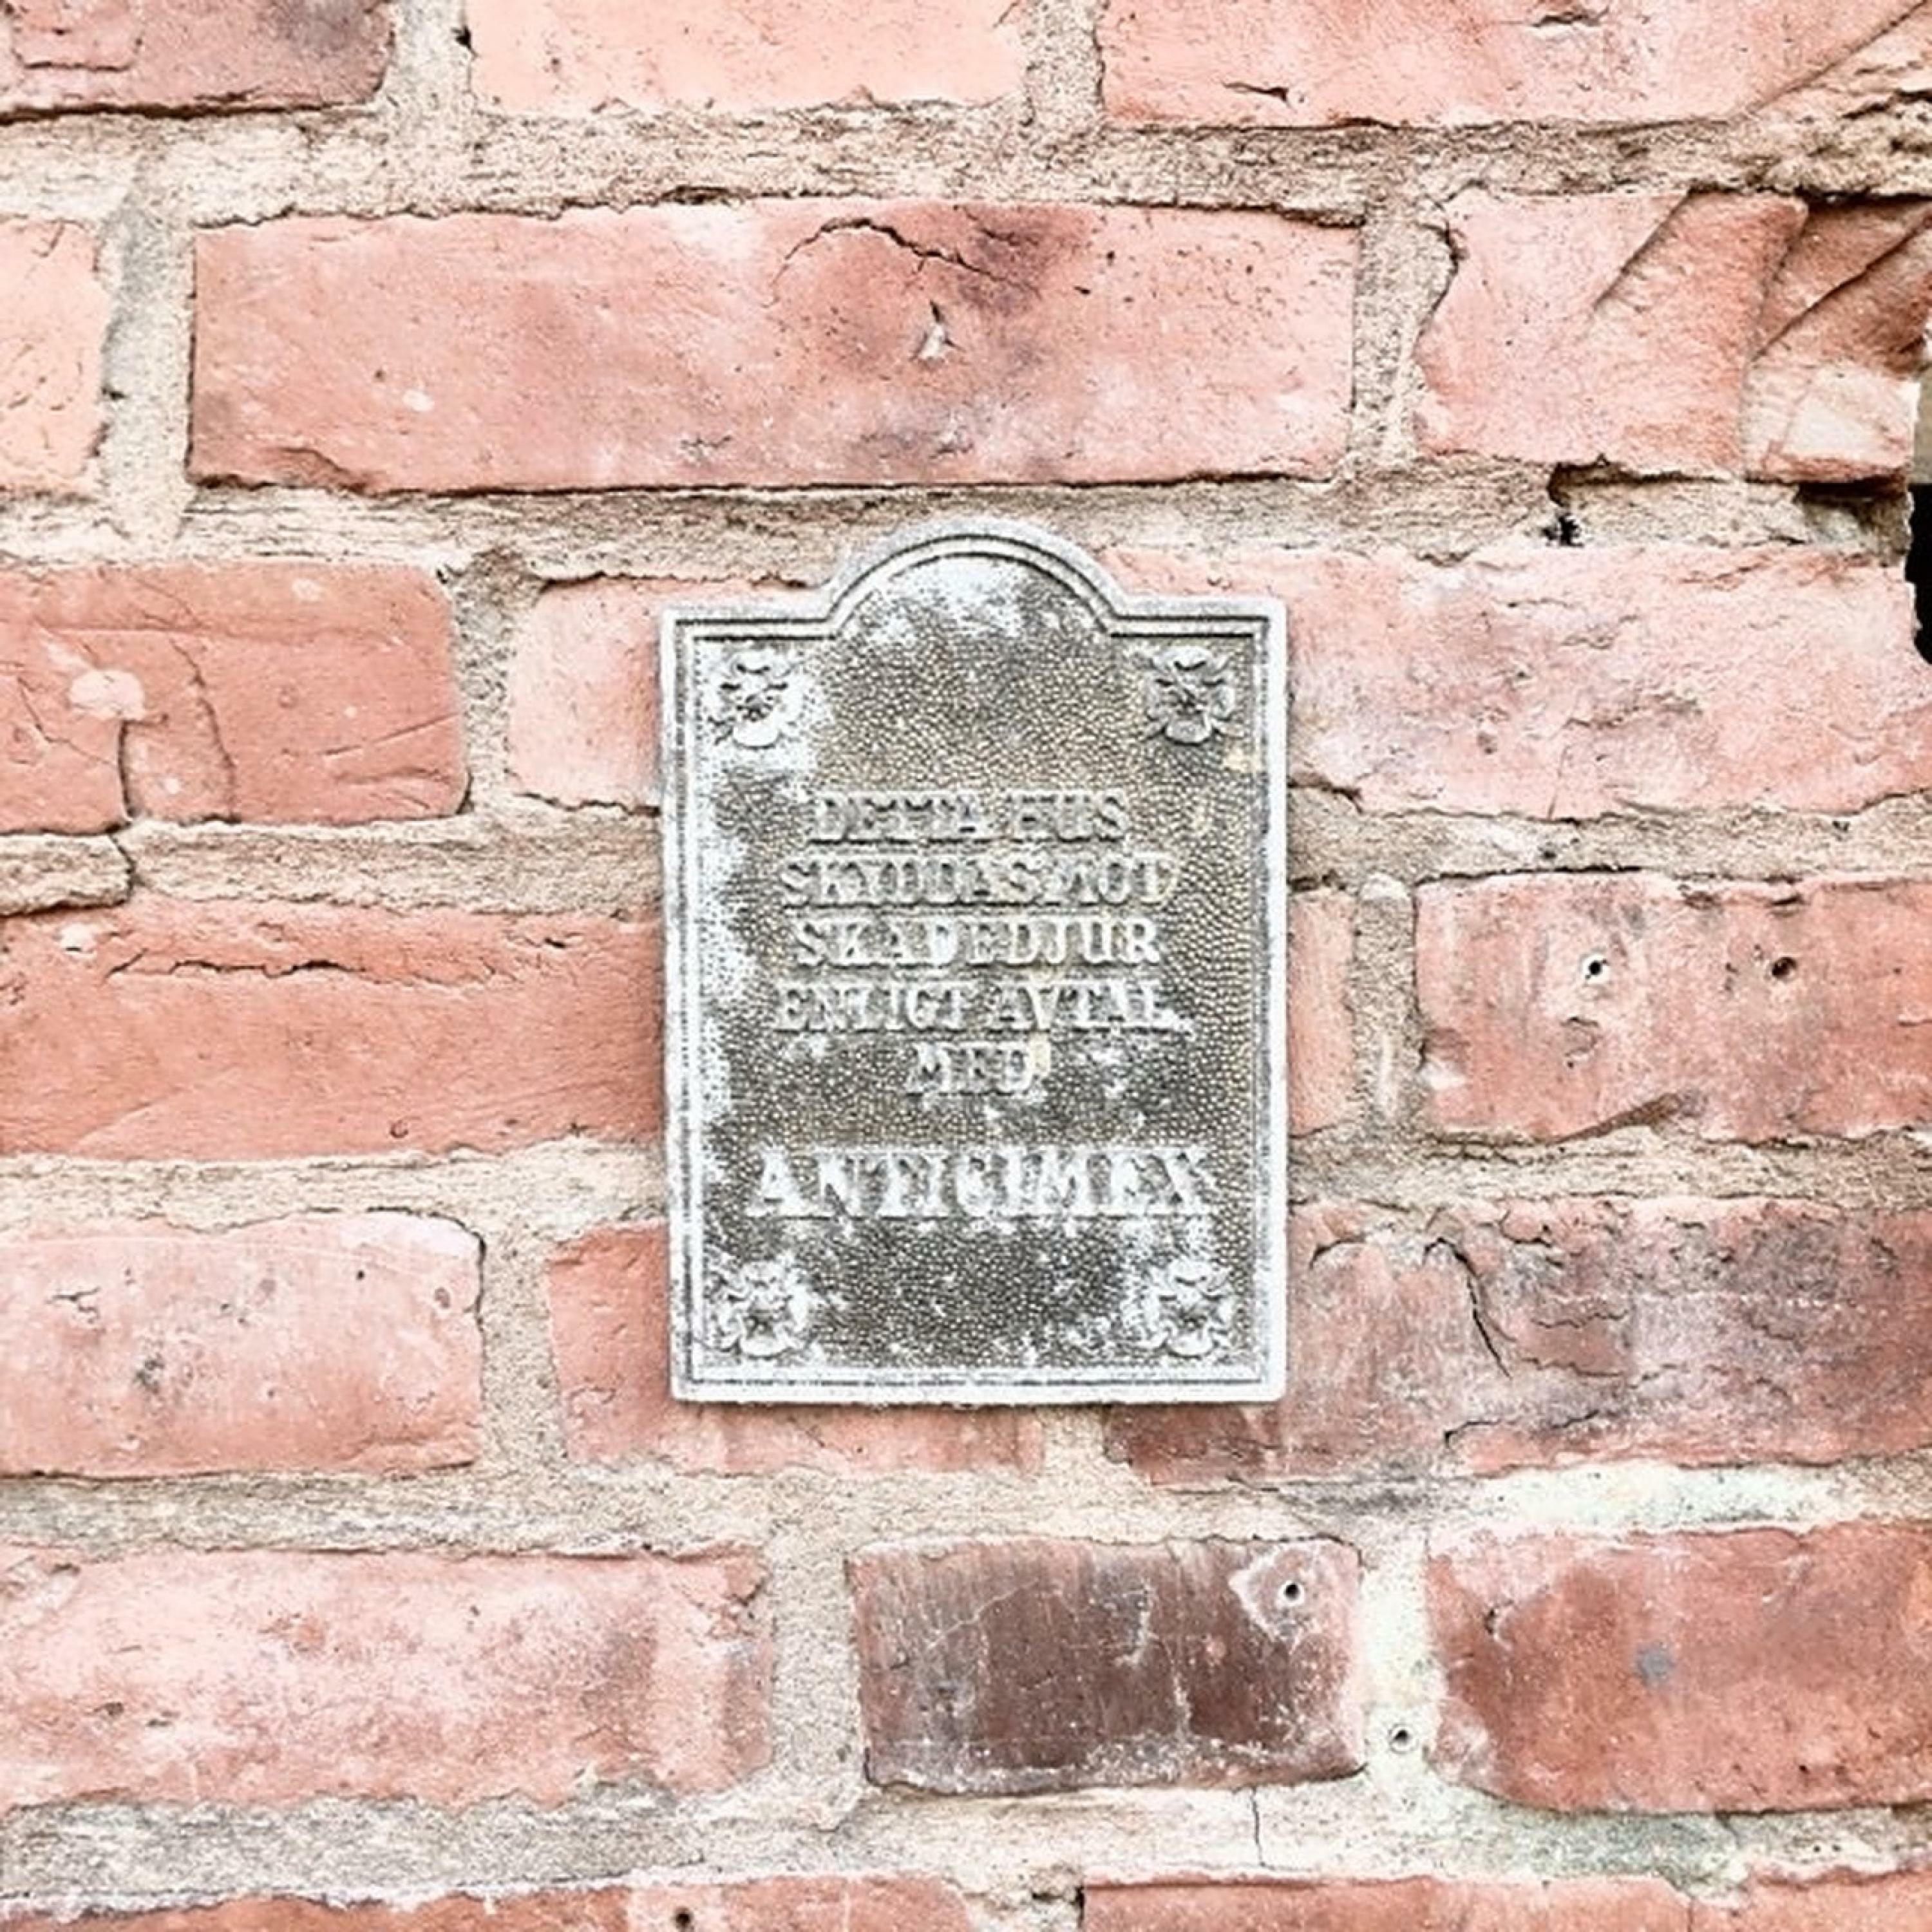 DETTA HUS
SKYDDAS MOT
SKADEDJUR
ENLIGT AVTAL
MED
ANTICIMEX